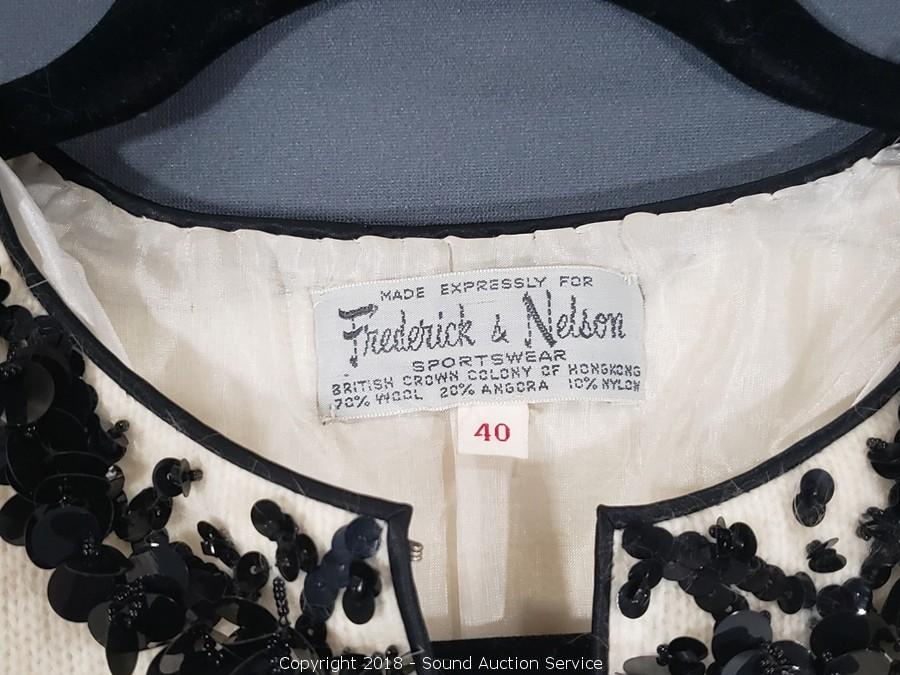 MADE EXPRESSLY FOR
Frederick & Nelson
SPORTSWEAR
BRITISH CROWN COLONY OF HONGKONG
70% WOOL 20% ANGORA 10% NYLON
40
Copyright 2018 - Sound Auction Service